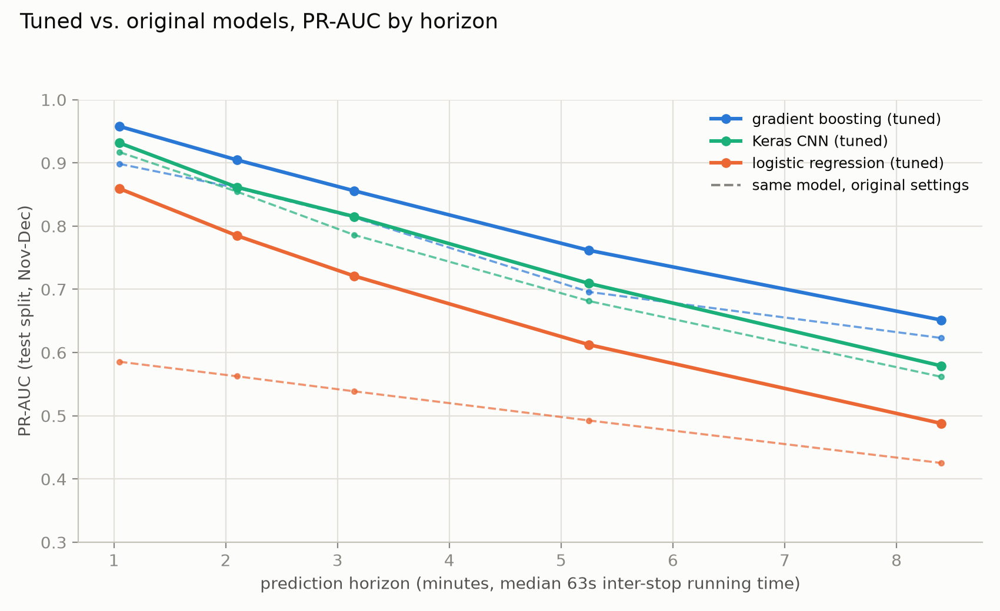 Tuned vs. original models, PR-AUC by horizon
gradient boosting (tuned)
Keras CNN (tuned)
logistic regression (tuned)
same model, original settings
PR-AUC (test split, Nov-Dec)
1.0
0.9
0.8
0.7
0.6
0.5
0.4
0.3
1 2 3 4 5 6 7 8
prediction horizon (minutes, median 63s inter-stop running time)